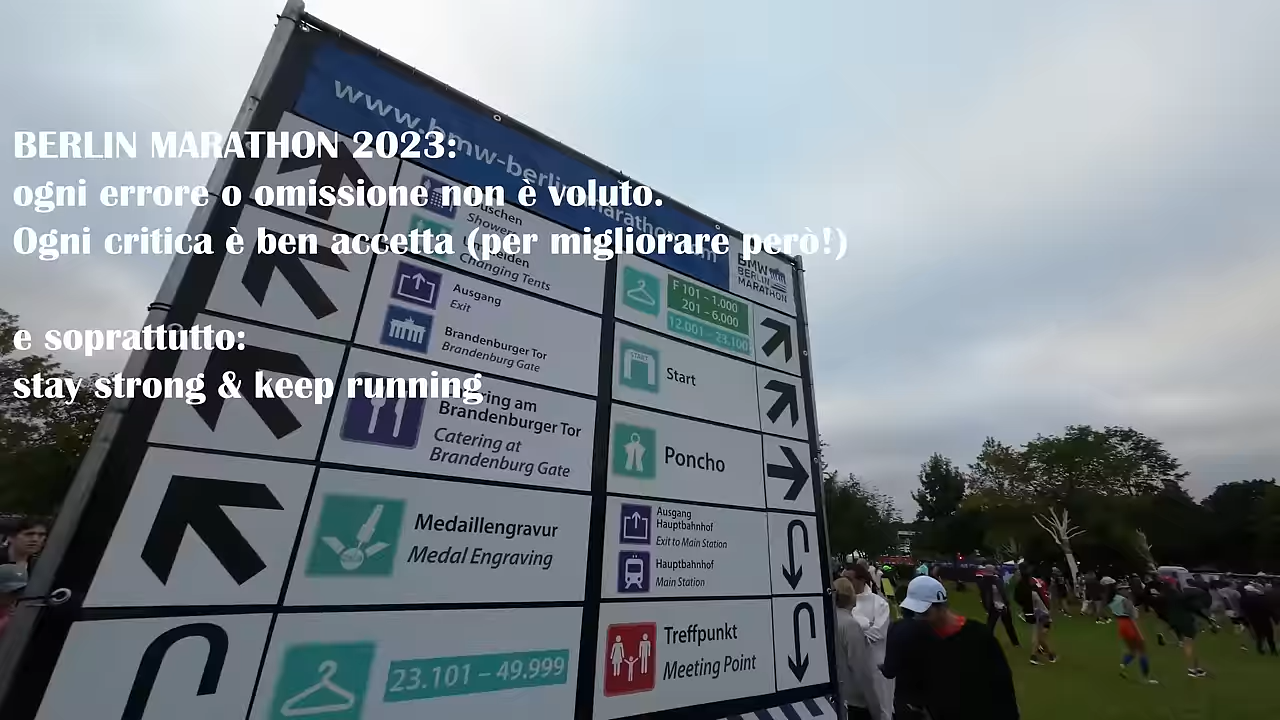 BERLIN MARATHON 2023:
ogni errore o omissione non è voluto.
Ogni critica è ben accetta (per migliorare però!)
e soprattutto:
stay strong & keep running
www.bmw-berlin-marathon.com
BMW
BERLIN
MARATHON
Showers
Changing Tents
Ausgang
Exit
Brandenburger Tor
Brandenburg Gate
am
Brandenburger Tor
Catering at
Brandenburg Gate
Medaillengravur
Medal Engraving
23.101 – 49.999
F 101 – 1.000
201 – 6.000
12.001 – 23.100
START
Start
Poncho
Ausgang
Hauptbahnhof
Exit to Main Station
Hauptbahnhof
Main Station
Treffpunkt
Meeting Point